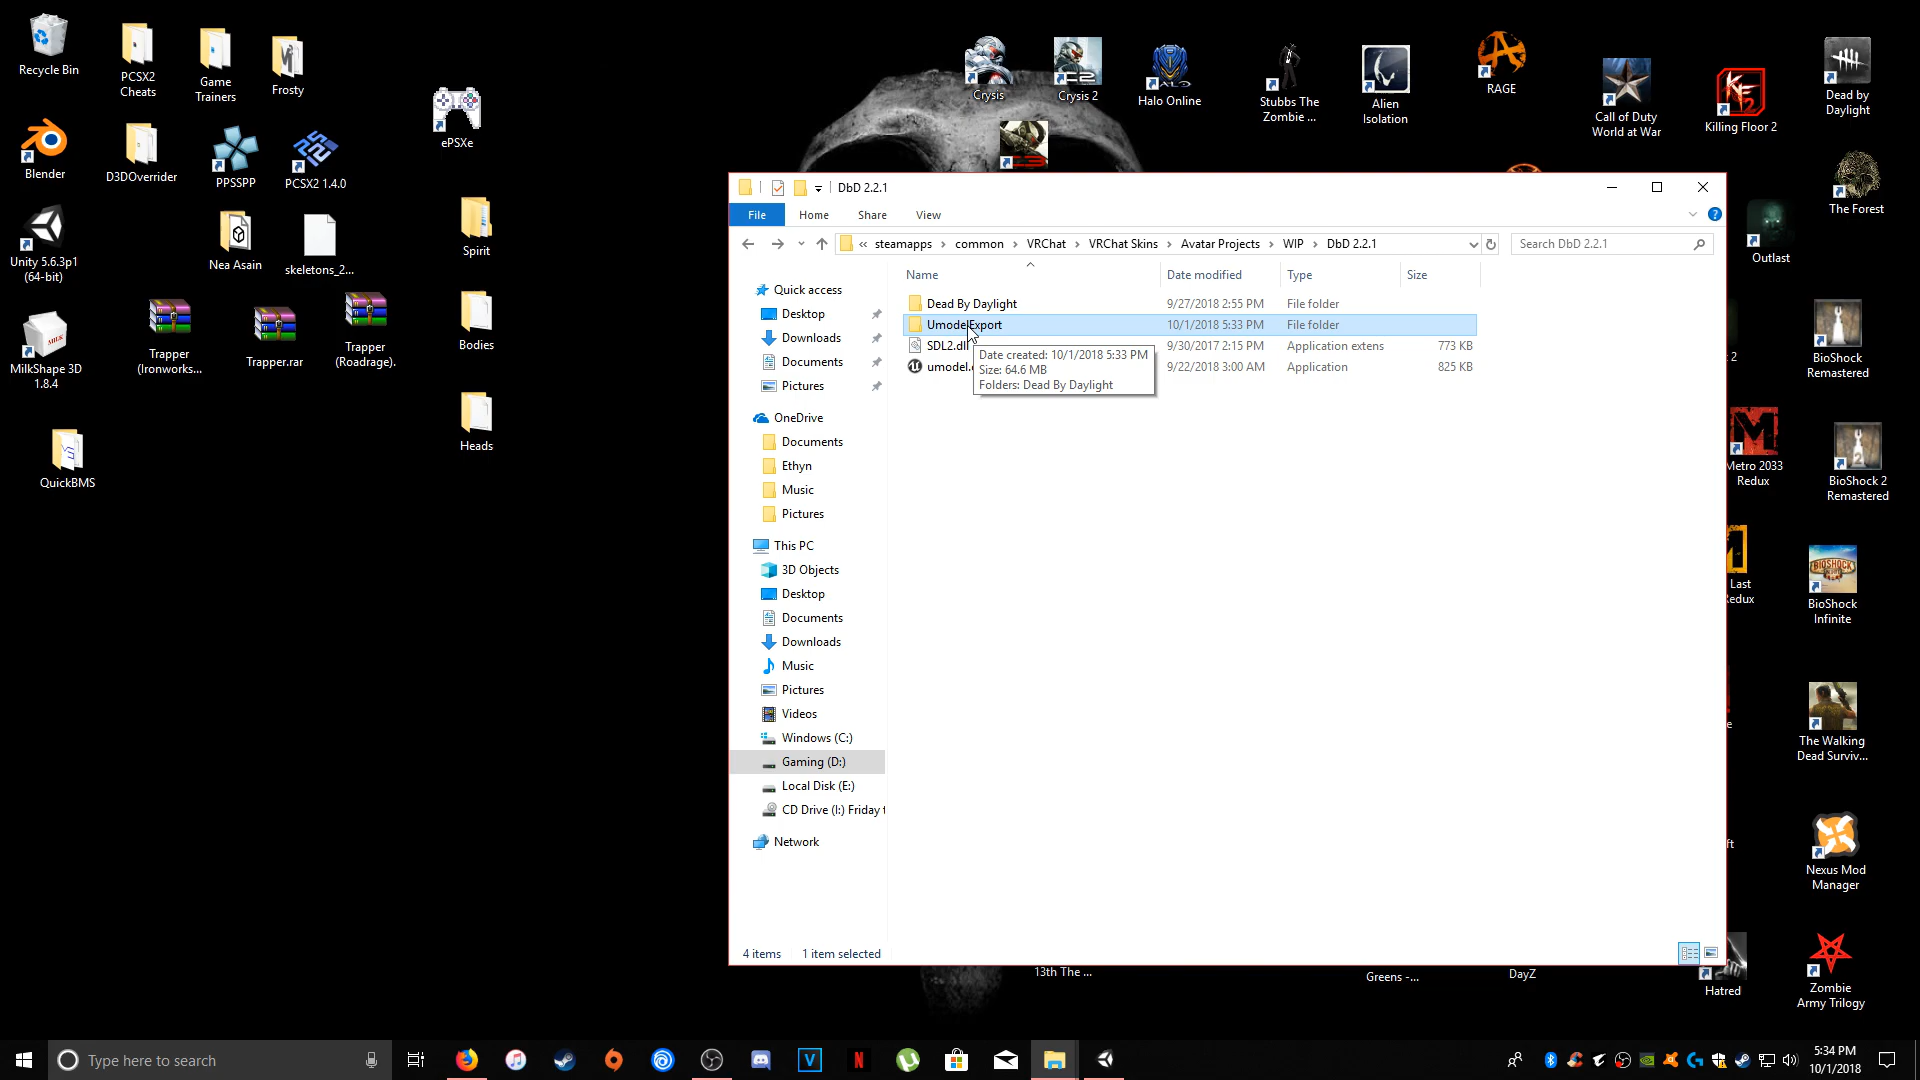 Recycle Bin
PCSX2
Cheats
Game
Trainers
Frosty
ePSXe
Blender
D3DOverrider
PPSSPP
PCSX2 1.4.0
Unity 5.6.3p1
(64-bit)
Nea Asain
skeletons_2...
Spirit
MilkShape 3D
1.8.4
MILK
Trapper
(Ironworks...
Trapper.rar
Trapper
(Roadrage).
Bodies
QuickBMS
Heads
Crysis
Crysis 2
Halo Online
Stubbs The
Zombie ...
Alien
Isolation
RAGE
Call of Duty
World at War
Killing Floor 2
Dead by
Daylight
The Forest
Outlast
BioShock
Remastered
Metro 2033
Redux
BioShock 2
Remastered
Last
Redux
BioShock
Infinite
The Walking
Dead Surviv...
Nexus Mod
Manager
Hatred
Zombie
Army Trilogy
13th The ...
Greens -...
DayZ
DbD 2.2.1
File
Home
Share
View
« steamapps › common › VRChat › VRChat Skins › Avatar Projects › WIP › DbD 2.2.1
Search DbD 2.2.1
Name Date modified Type Size
Dead By Daylight 9/27/2018 2:55 PM File folder
UmodelExport 10/1/2018 5:33 PM File folder
SDL2.dll 9/30/2017 2:15 PM Application extens 773 KB
umodel. 9/22/2018 3:00 AM Application 825 KB
Date created: 10/1/2018 5:33 PM
Size: 64.6 MB
Folders: Dead By Daylight
Quick access
Desktop
Downloads
Documents
Pictures
OneDrive
Documents
Ethyn
Music
Pictures
This PC
3D Objects
Desktop
Documents
Downloads
Music
Pictures
Videos
Windows (C:)
Gaming (D:)
Local Disk (E:)
CD Drive (I:) Friday t
Network
4 items 1 item selected
Type here to search
5:34 PM
10/1/2018